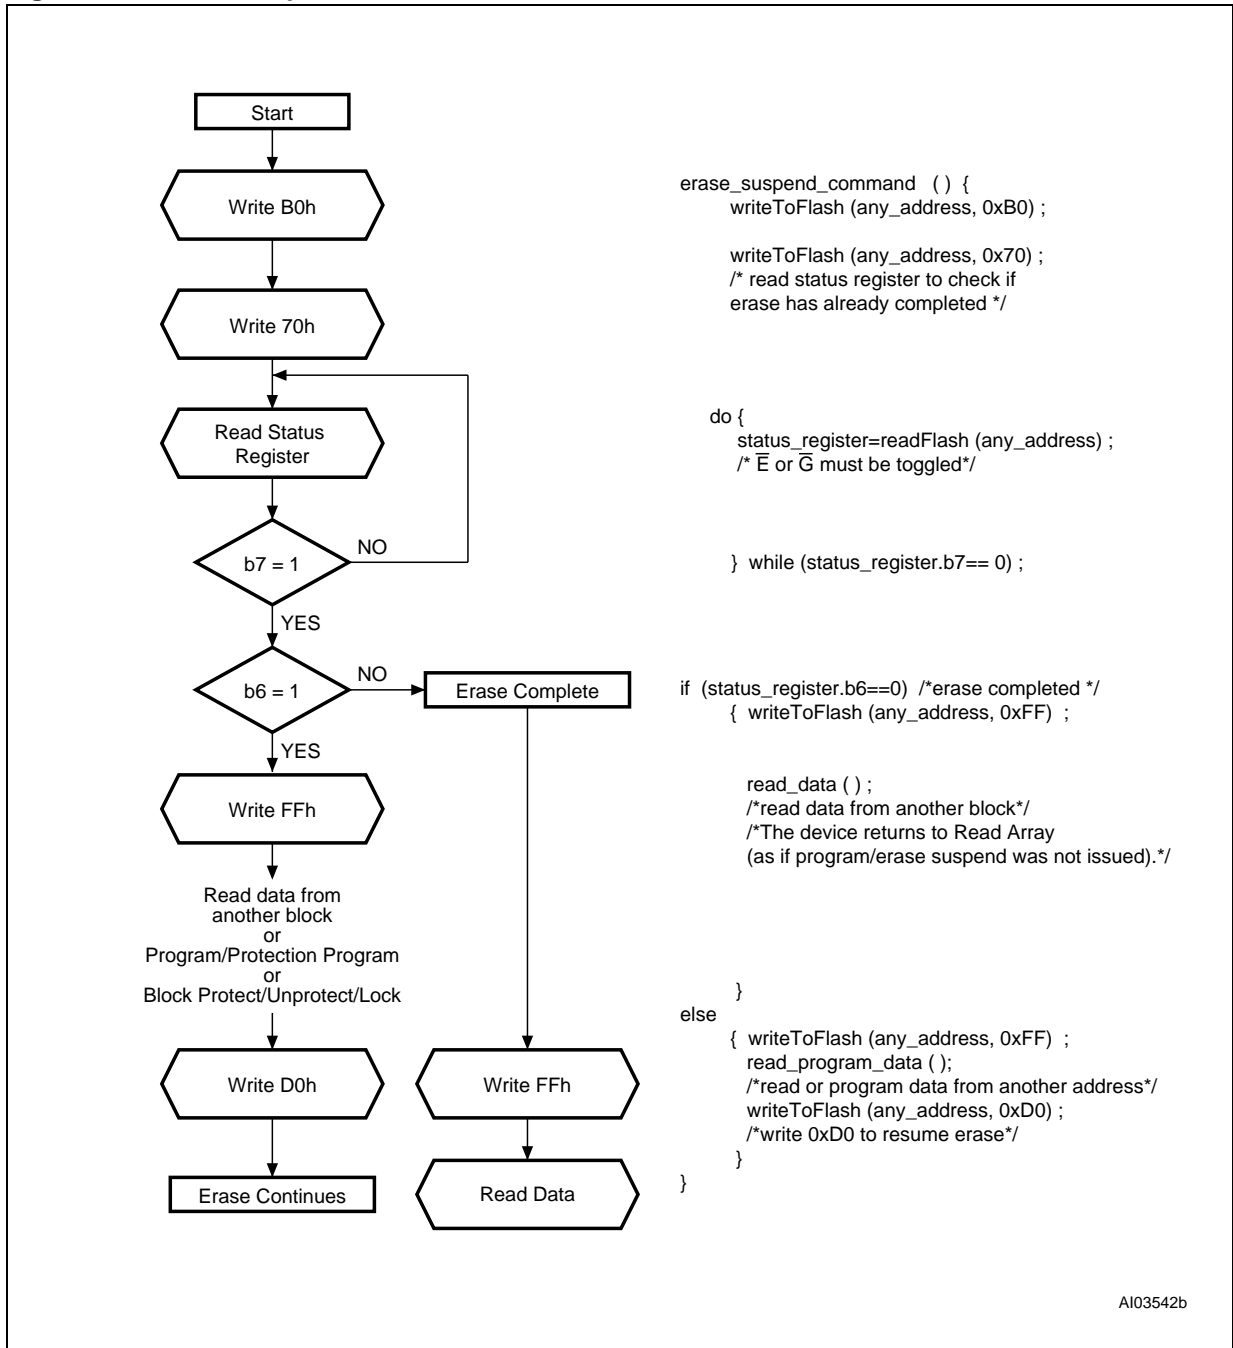 Start
Write B0h
Write 70h
Read Status
Register
b7 = 1
NO
YES
b6 = 1
NO
Erase Complete
YES
Write FFh
Read data from
another block
or
Program/Protection Program
or
Block Protect/Unprotect/Lock
Write D0h
Write FFh
Erase Continues
Read Data
erase_suspend_command ( ) {
writeToFlash (any_address, 0xB0) ;
writeToFlash (any_address, 0x70) ;
/* read status register to check if
erase has already completed */
do {
status_register=readFlash (any_address) ;
/* E̅ or G̅ must be toggled*/
} while (status_register.b7== 0) ;
if (status_register.b6==0) /*erase completed */
{ writeToFlash (any_address, 0xFF) ;
read_data ( ) ;
/*read data from another block*/
/*The device returns to Read Array
(as if program/erase suspend was not issued).*/
}
else
{ writeToFlash (any_address, 0xFF) ;
read_program_data ( );
/*read or program data from another address*/
writeToFlash (any_address, 0xD0) ;
/*write 0xD0 to resume erase*/
}
}
AI03542b